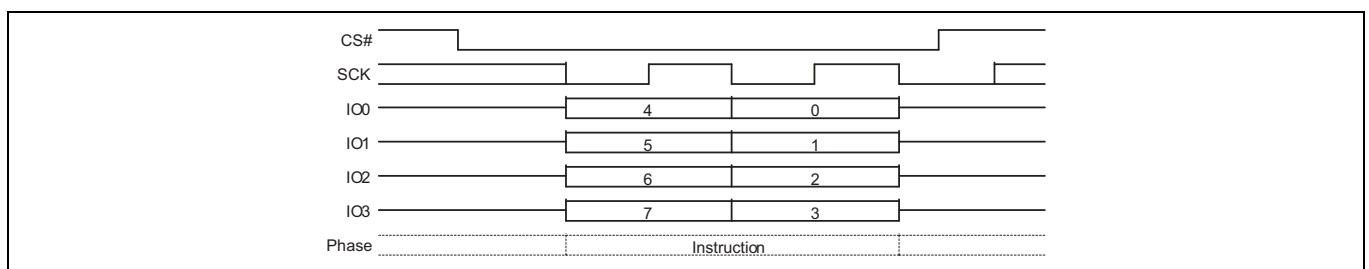 CS#
SCK
IO0 4 0
IO1 5 1
IO2 6 2
IO3 7 3
Phase Instruction